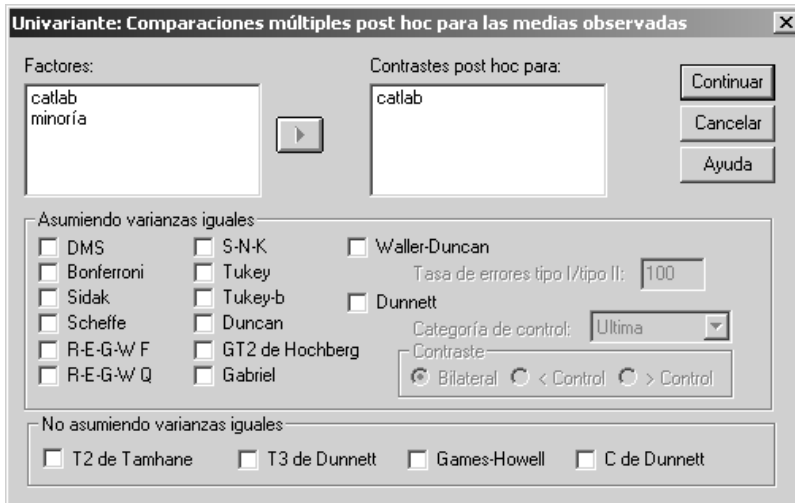 Univariante: Comparaciones múltiples post hoc para las medias observadas
Factores:
catlab
minoría
Contrastes post hoc para:
catlab
Continuar
Cancelar
Ayuda
Asumiendo varianzas iguales
DMS
Bonferroni
Sidak
Scheffe
R-E-G-W F
R-E-G-W Q
S-N-K
Tukey
Tukey-b
Duncan
GT2 de Hochberg
Gabriel
Waller-Duncan
Tasa de errores tipo I/tipo II: 100
Dunnett
Categoría de control: Ultima
Contraste
Bilateral < Control > Control
No asumiendo varianzas iguales
T2 de Tamhane T3 de Dunnett Games-Howell C de Dunnett